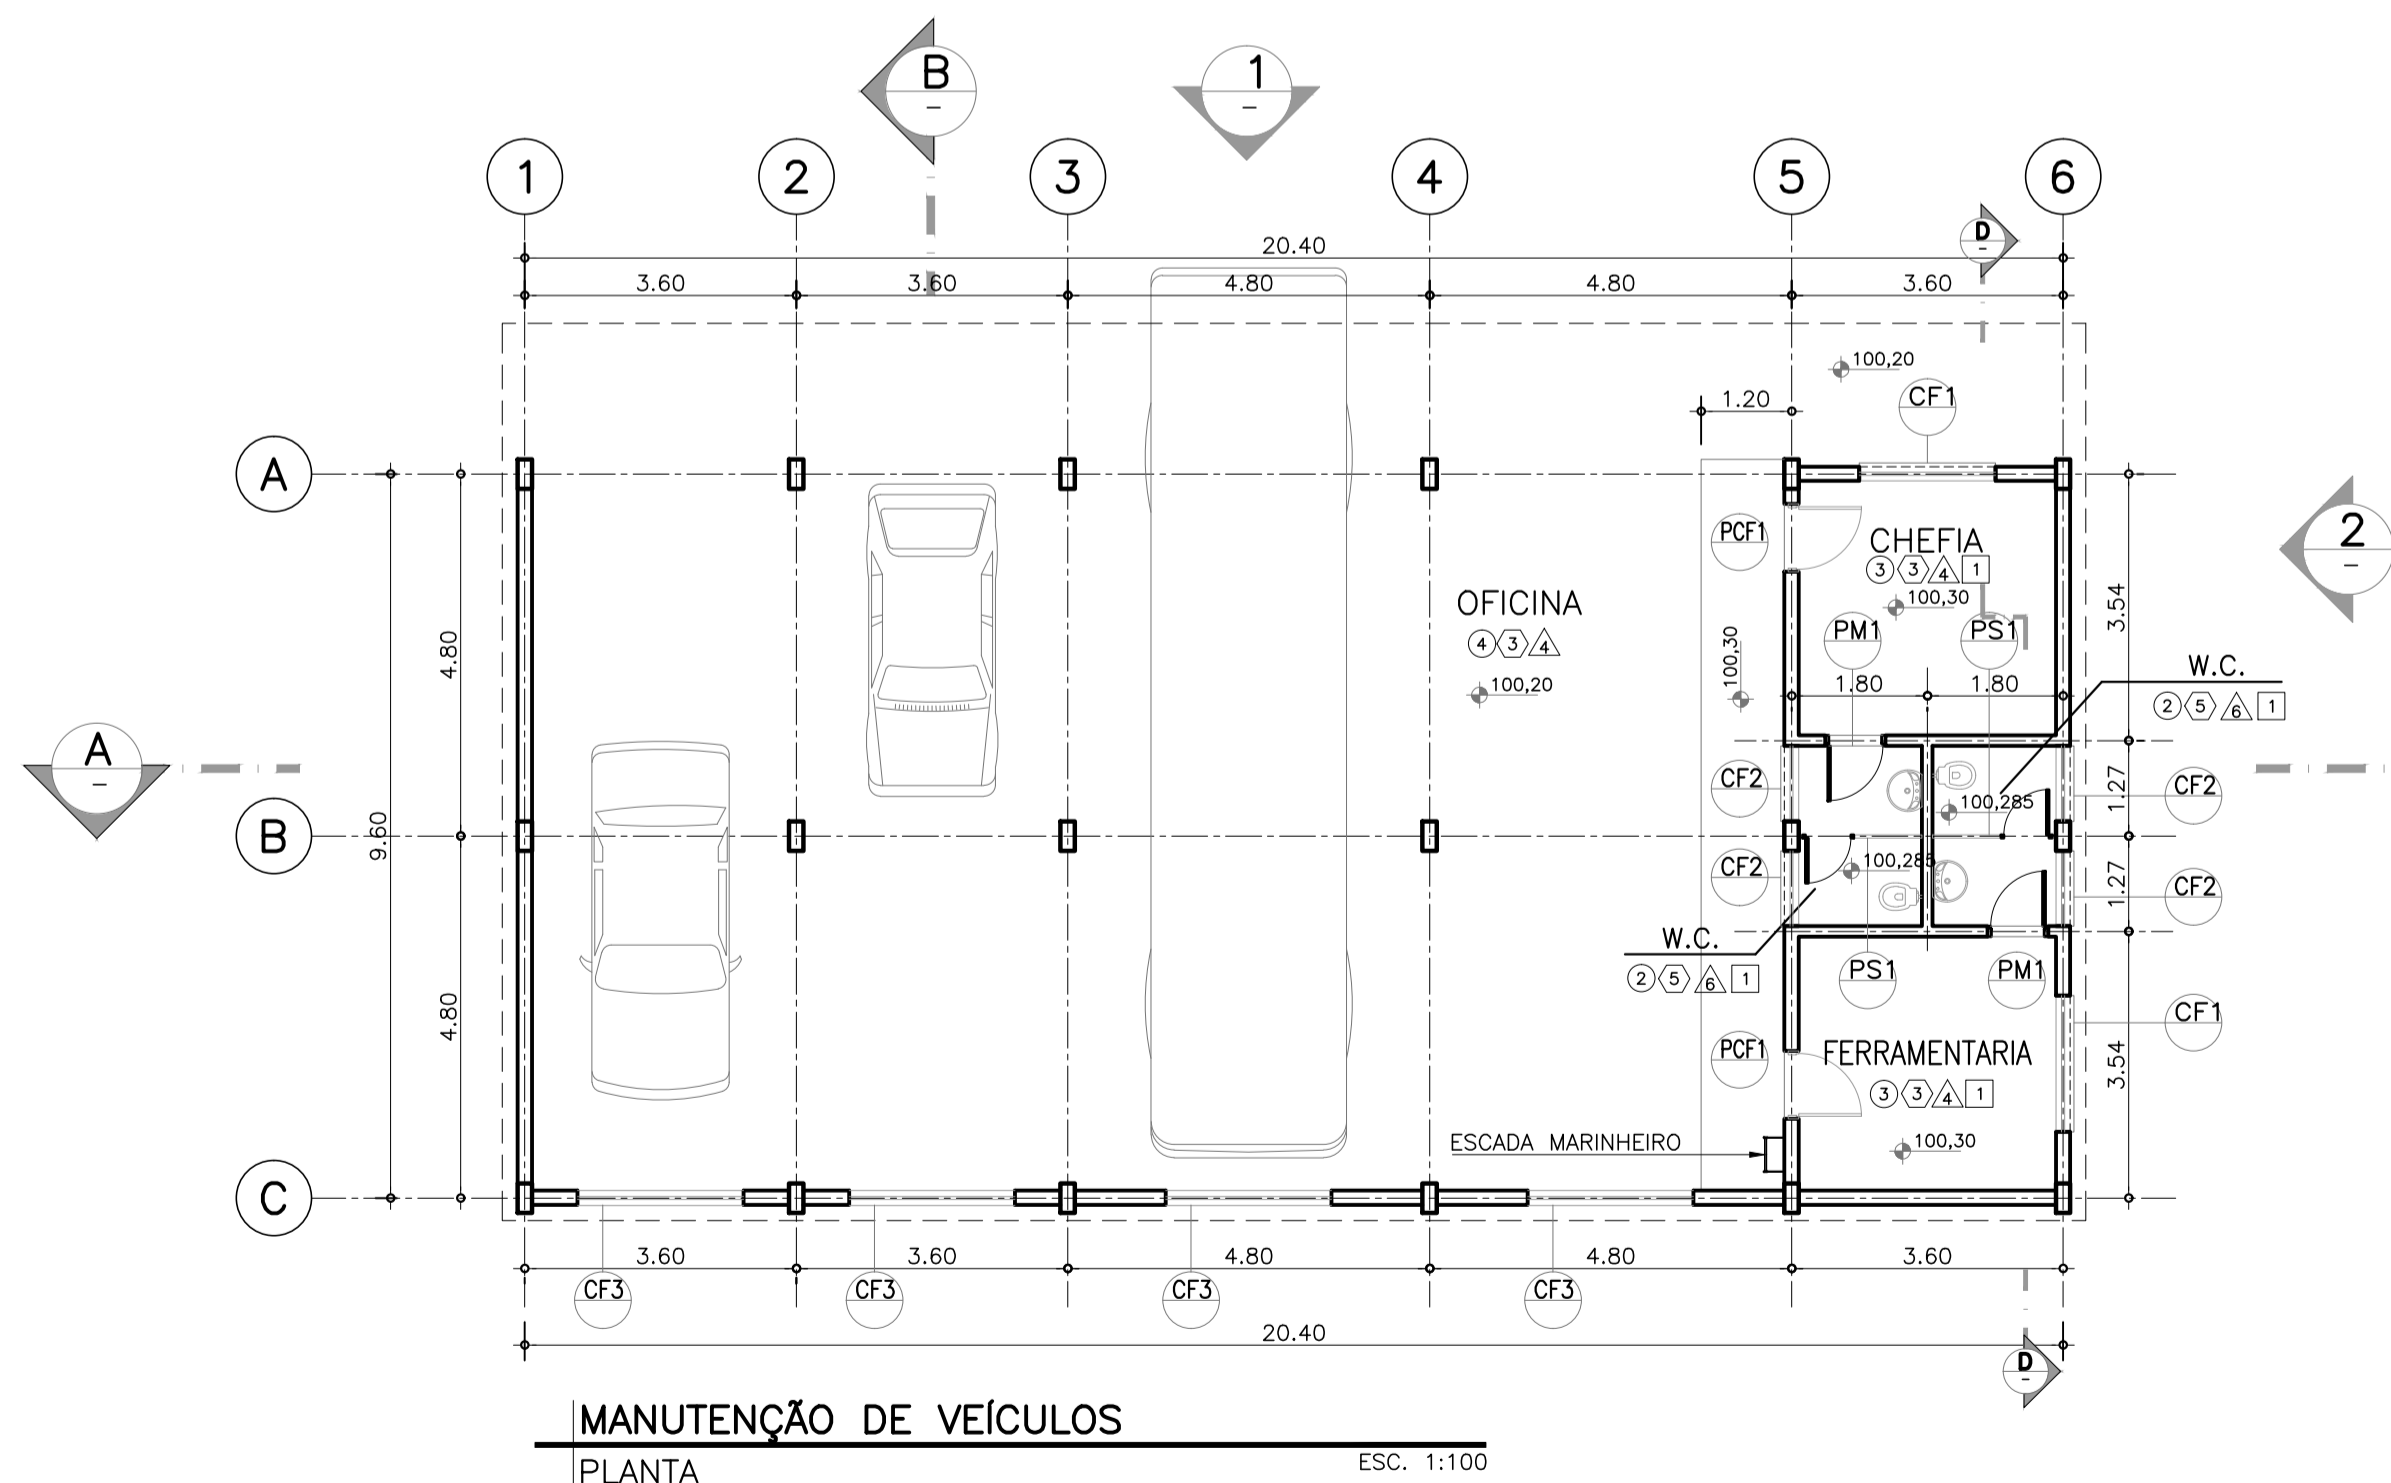 B
–
1
–
1
2
3
4
5
6
D
–
20.40
3.60
3.60
4.80
4.80
3.60
100,20
CF1
1.20
A
PCF1
CHEFIA
3 3 4 1
100,30
2
–
OFICINA
4 3 4
100,20
100,30
PM1
PS1
3.54
4.80
1.80
1.80
W.C.
2 5 6 1
A
–
CF2
100,285
1.27
CF2
B
9.60
CF2
100,285
1.27
CF2
W.C.
2 5 6 1
PS1
PM1
4.80
CF1
PCF1
FERRAMENTARIA
3 3 4 1
3.54
ESCADA MARINHEIRO
100,30
C
3.60
3.60
4.80
4.80
3.60
CF3
CF3
CF3
CF3
20.40
D
–
MANUTENÇÃO DE VEÍCULOS
PLANTA
ESC. 1:100